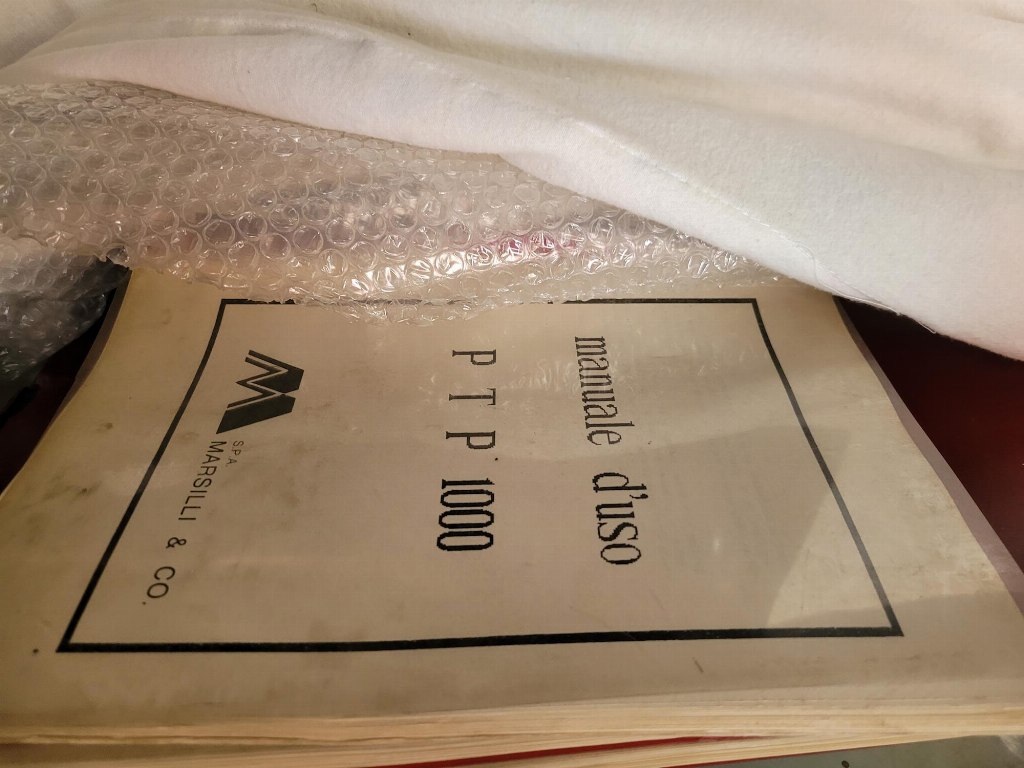 manuale d'uso
P T P 1000
SPA
MARSILLI & CO.